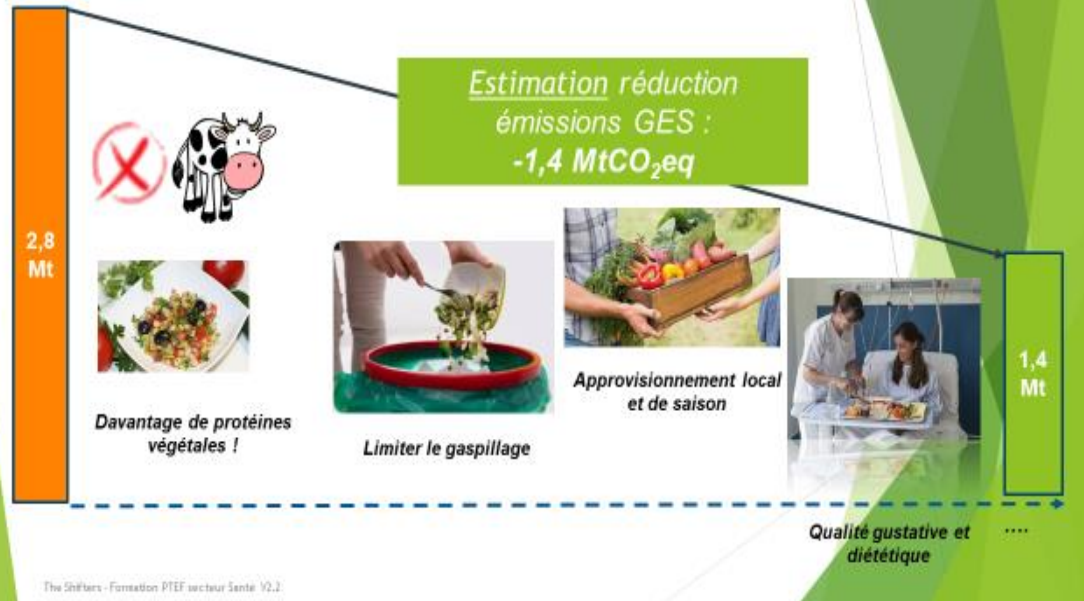 Estimation réduction
émissions GES :
-1,4 MtCO₂eq
2,8
Mt
Davantage de protéines
végétales !
Limiter le gaspillage
Approvisionnement local
et de saison
1,4
Mt
Qualité gustative et
diététique
....
The Shifters - Formation PTEF secteur Santé V2.2